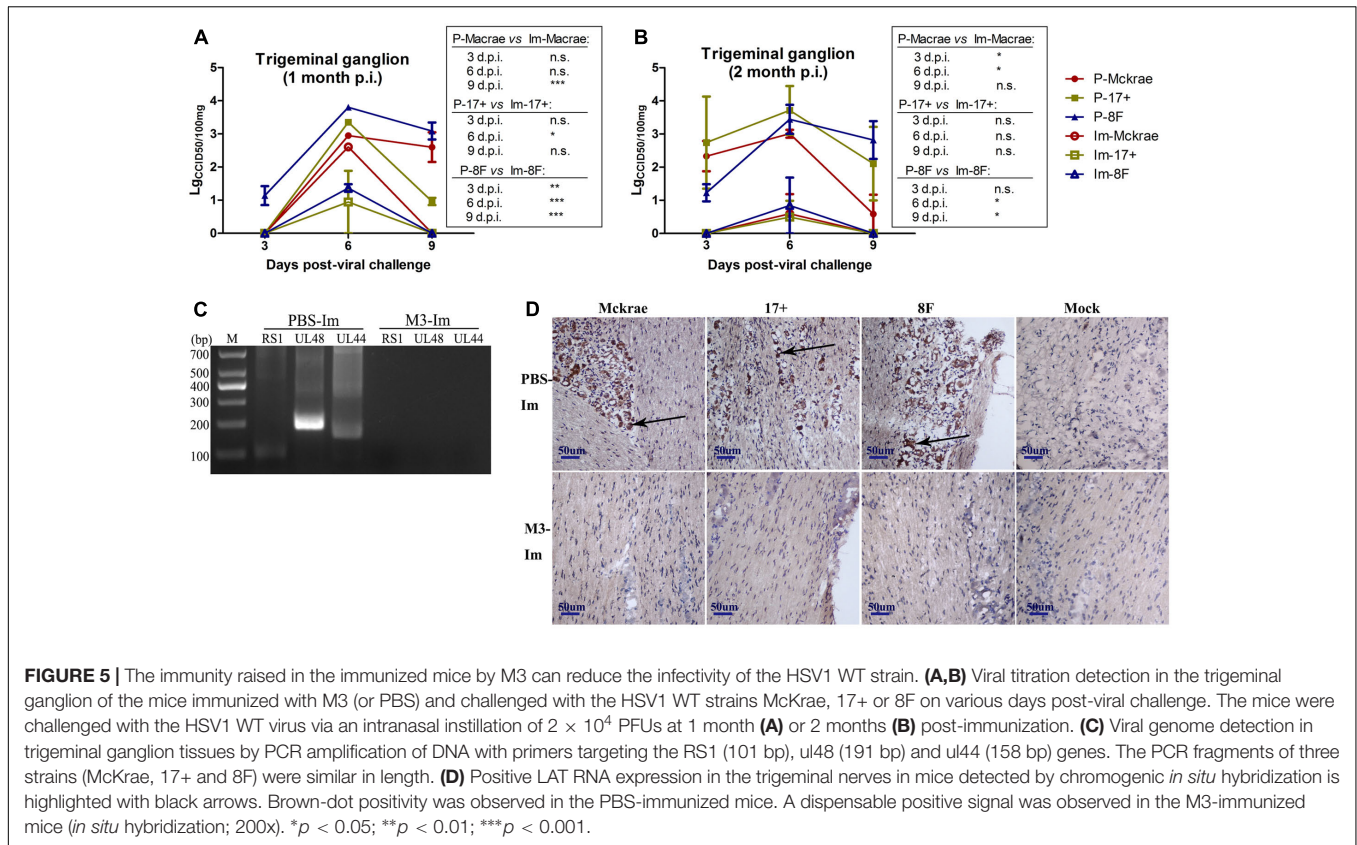 A
Trigeminal ganglion
(1 month p.i.)
LgCCID50/100mg
5
4
3
2
1
0
3 6 9
Days post-viral challenge
P-Macrae vs Im-Macrae:
3 d.p.i. n.s.
6 d.p.i. n.s.
9 d.p.i. ***
P-17+ vs Im-17+:
3 d.p.i. n.s.
6 d.p.i. *
9 d.p.i. n.s.
P-8F vs Im-8F:
3 d.p.i. **
6 d.p.i. ***
9 d.p.i. ***
B
Trigeminal ganglion
(2 month p.i.)
LgCCID50/100mg
5
4
3
2
1
0
3 6 9
Days post-viral challenge
P-Macrae vs Im-Macrae:
3 d.p.i. *
6 d.p.i. *
9 d.p.i. n.s.
P-17+ vs Im-17+:
3 d.p.i. n.s.
6 d.p.i. n.s.
9 d.p.i. n.s.
P-8F vs Im-8F:
3 d.p.i. n.s.
6 d.p.i. *
9 d.p.i. *
P-Mckrae
P-17+
P-8F
Im-Mckrae
Im-17+
Im-8F
C
PBS-Im M3-Im
(bp) M RS1 UL48 UL44 RS1 UL48 UL44
700
500
400
300
200
100
D
Mckrae 17+ 8F Mock
PBS-
Im
50um 50um 50um 50um
M3-
Im
50um 50um 50um 50um
FIGURE 5 | The immunity raised in the immunized mice by M3 can reduce the infectivity of the HSV1 WT strain. (A,B) Viral titration detection in the trigeminal
ganglion of the mice immunized with M3 (or PBS) and challenged with the HSV1 WT strains McKrae, 17+ or 8F on various days post-viral challenge. The mice were
challenged with the HSV1 WT virus via an intranasal instillation of 2 × 10⁴ PFUs at 1 month (A) or 2 months (B) post-immunization. (C) Viral genome detection in
trigeminal ganglion tissues by PCR amplification of DNA with primers targeting the RS1 (101 bp), ul48 (191 bp) and ul44 (158 bp) genes. The PCR fragments of three
strains (McKrae, 17+ and 8F) were similar in length. (D) Positive LAT RNA expression in the trigeminal nerves in mice detected by chromogenic in situ hybridization is
highlighted with black arrows. Brown-dot positivity was observed in the PBS-immunized mice. A dispensable positive signal was observed in the M3-immunized
mice (in situ hybridization; 200x). *p < 0.05; **p < 0.01; ***p < 0.001.